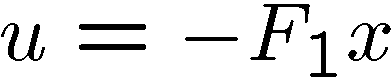 u = -F₁x